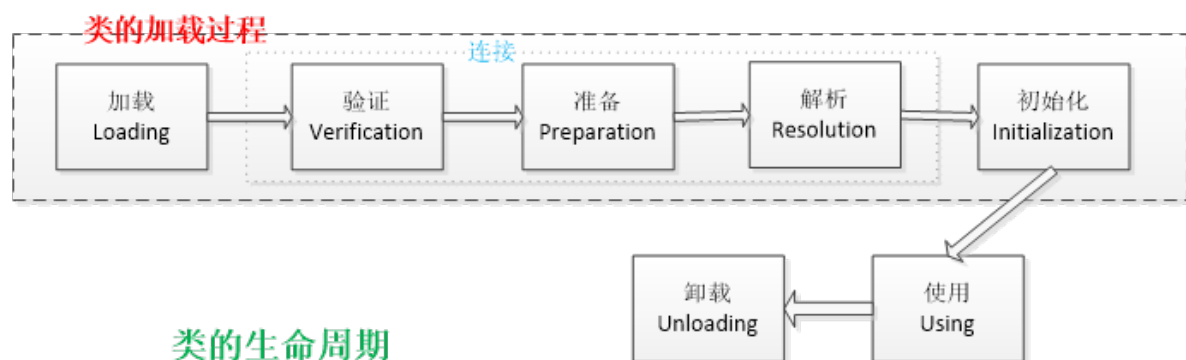 类的加载过程
连接
加载
Loading
验证
Verification
准备
Preparation
解析
Resolution
初始化
Initialization
卸载
Unloading
使用
Using
类的生命周期